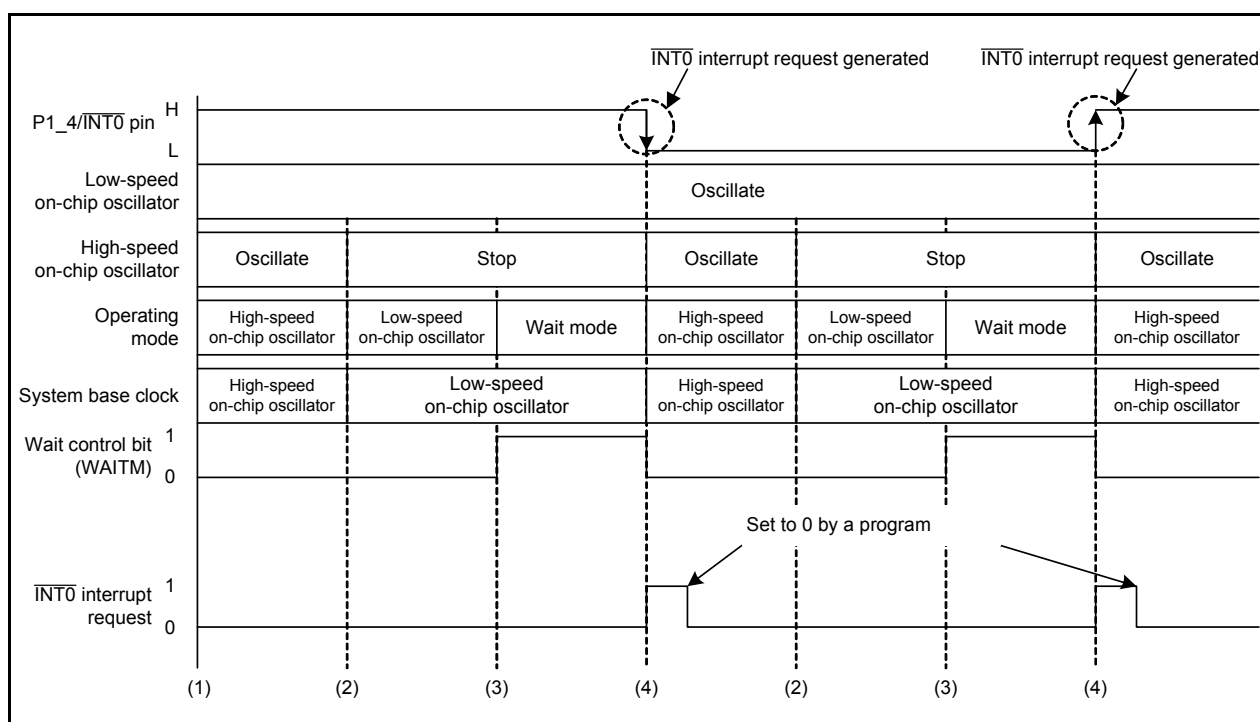 INT0 interrupt request generated
INT0 interrupt request generated
P1_4/INT0 pin
H
L
Low-speed
on-chip oscillator
Oscillate
High-speed
on-chip oscillator
Oscillate
Stop
Oscillate
Stop
Oscillate
Operating
mode
High-speed
on-chip oscillator
Low-speed
on-chip oscillator
Wait mode
High-speed
on-chip oscillator
Low-speed
on-chip oscillator
Wait mode
High-speed
on-chip oscillator
System base clock
High-speed
on-chip oscillator
Low-speed
on-chip oscillator
High-speed
on-chip oscillator
Low-speed
on-chip oscillator
High-speed
on-chip oscillator
Wait control bit
(WAITM)
1
0
Set to 0 by a program
INT0 interrupt
request
1
0
(1)
(2)
(3)
(4)
(2)
(3)
(4)